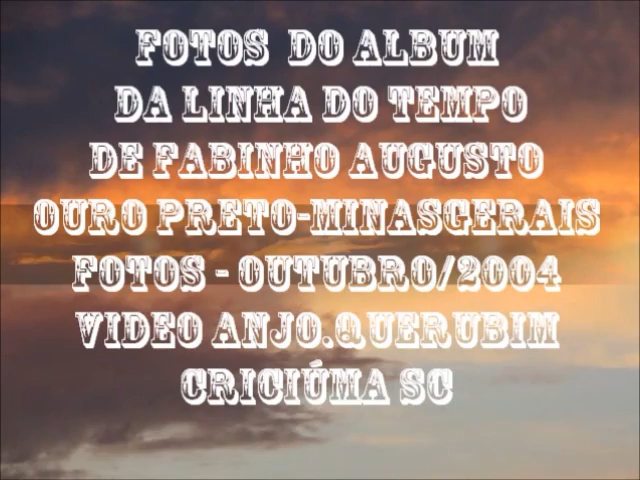 FOTOS DO ALBUM
DA LINHA DO TEMPO
DE FABINHO AUGUSTO
OURO PRETO-MINASGERAIS
FOTOS - OUTUBRO/2004
VIDEO ANJO.QUERUBIM
CRICIÚMA SC